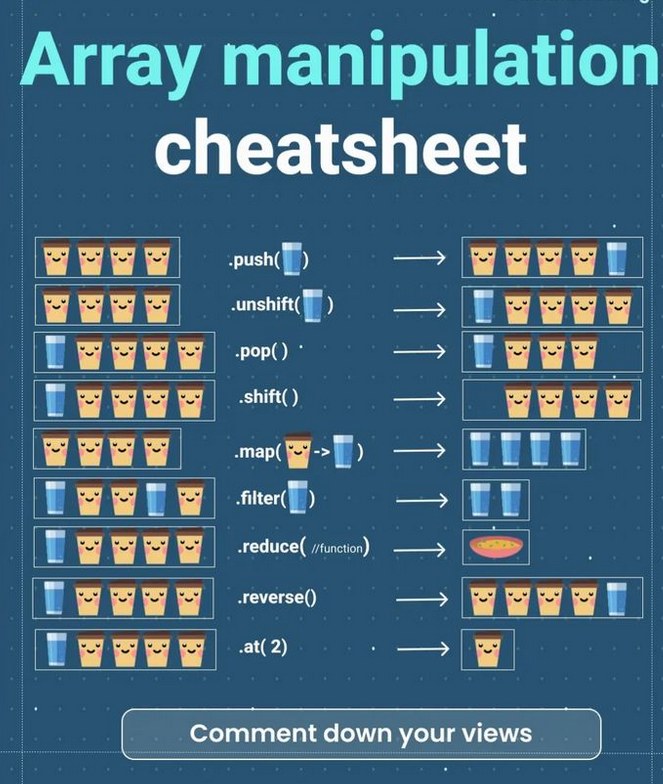 Array manipulation
cheatsheet
.push( )
.unshift( )
.pop( )
.shift( )
.map( -> )
.filter( )
.reduce( //function)
.reverse()
.at( 2)
Comment down your views